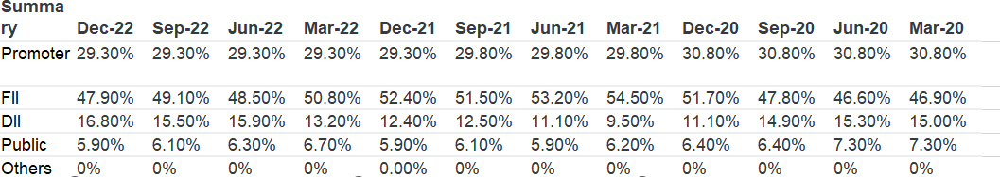 Summa
ry Dec-22 Sep-22 Jun-22 Mar-22 Dec-21 Sep-21 Jun-21 Mar-21 Dec-20 Sep-20 Jun-20 Mar-20
Promoter 29.30% 29.30% 29.30% 29.30% 29.30% 29.80% 29.80% 29.80% 30.80% 30.80% 30.80% 30.80%
FII 47.90% 49.10% 48.50% 50.80% 52.40% 51.50% 53.20% 54.50% 51.70% 47.80% 46.60% 46.90%
DII 16.80% 15.50% 15.90% 13.20% 12.40% 12.50% 11.10% 9.50% 11.10% 14.90% 15.30% 15.00%
Public 5.90% 6.10% 6.30% 6.70% 5.90% 6.10% 5.90% 6.20% 6.40% 6.40% 7.30% 7.30%
Others 0% 0% 0% 0% 0.00% 0% 0% 0% 0% 0% 0% 0%